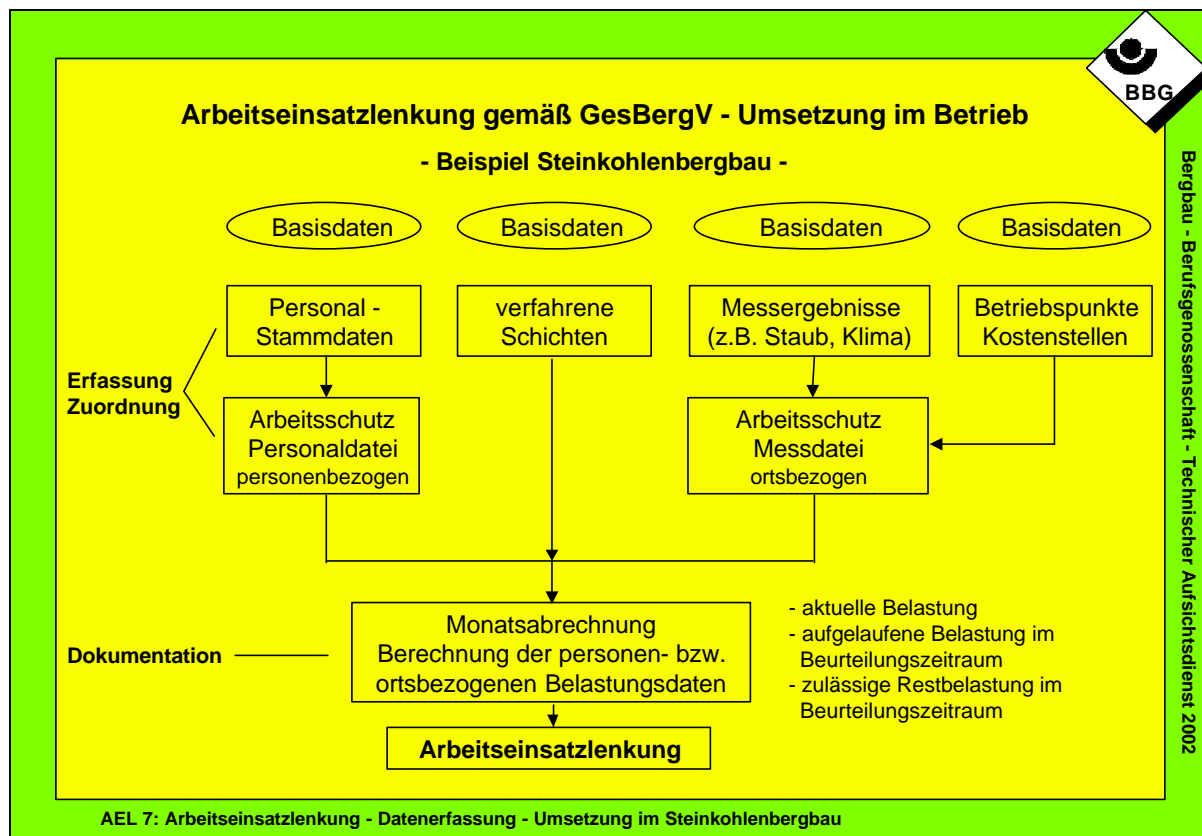 BBG
Arbeitseinsatzlenkung gemäß GesBergV - Umsetzung im Betrieb
- Beispiel Steinkohlenbergbau -
Basisdaten
Basisdaten
Basisdaten
Basisdaten
Personal -
Stammdaten
verfahrene
Schichten
Messergebnisse
(z.B. Staub, Klima)
Betriebspunkte
Kostenstellen
Erfassung
Zuordnung
Arbeitsschutz
Personaldatei
personenbezogen
Arbeitsschutz
Messdatei
ortsbezogen
Dokumentation
Monatsabrechnung
Berechnung der personen- bzw.
ortsbezogenen Belastungsdaten
- aktuelle Belastung
- aufgelaufene Belastung im
Beurteilungszeitraum
- zulässige Restbelastung im
Beurteilungszeitraum
Arbeitseinsatzlenkung
Bergbau - Berufsgenossenschaft - Technischer Aufsichtsdienst 2002
AEL 7: Arbeitseinsatzlenkung - Datenerfassung - Umsetzung im Steinkohlenbergbau